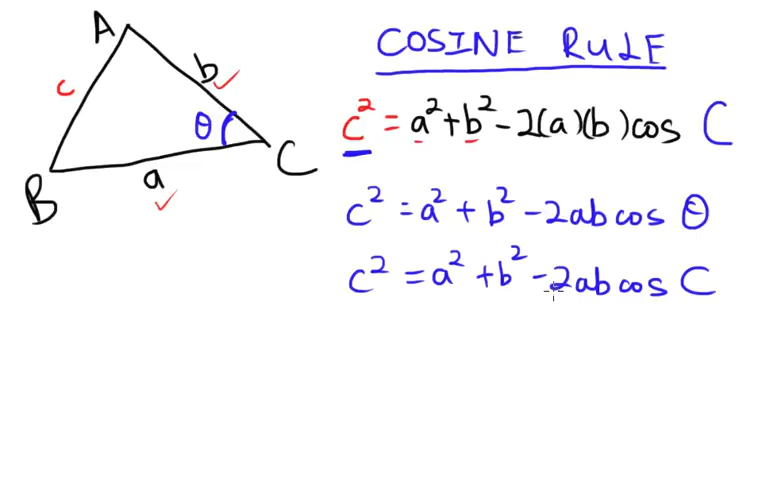 A
COSINE RULE
c
b
θ
c² = a² + b² - 2(a)(b) cos C
C
B
a
c² = a² + b² - 2ab cos θ
c² = a² + b² - 2ab cos C